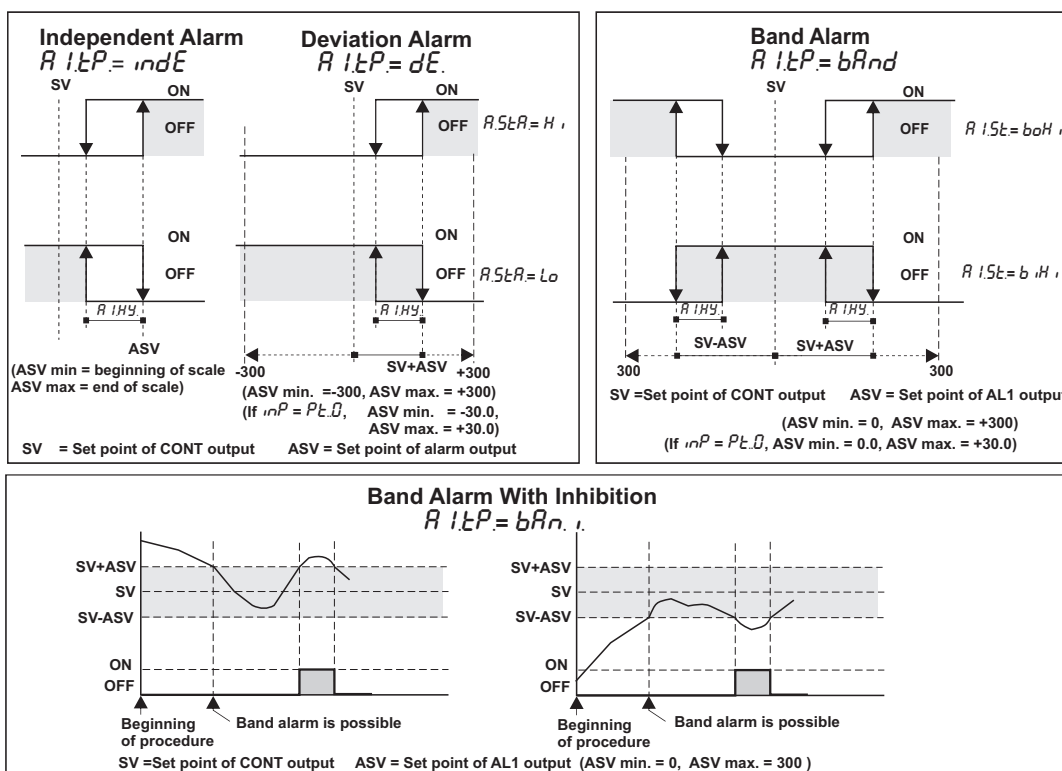 Independent Alarm
A1.tP.= indE
SV
ON
OFF
ON
OFF
A1.HY.
ASV
(ASV min = beginning of scale
ASV max = end of scale)
Deviation Alarm
A1.tP.= dE.
SV
ON
OFF
A.StA.= Hi
ON
OFF
A.StA.= Lo
A1.HY.
SV+ASV
-300
+300
(ASV min. =-300, ASV max. = +300)
(If inP = Pt..0, ASV min. = -30.0,
ASV max. = +30.0)
SV = Set point of CONT output ASV = Set point of alarm output
Band Alarm
A1.tP.= bAnd
SV
ON
OFF
A1.St.= boHi
ON
OFF
A1.St.= biHi
A1.HY. A1.HY.
SV-ASV SV+ASV
300 300
SV =Set point of CONT output ASV = Set point of AL1 output
(ASV min. = 0, ASV max. = +300)
(If inP = Pt..0, ASV min. = 0.0, ASV max. = +30.0)
Band Alarm With Inhibition
A1.tP.= bAn. i.
SV+ASV
SV
SV-ASV
ON
OFF
Beginning
of procedure
Band alarm is possible
SV+ASV
SV
SV-ASV
ON
OFF
Beginning
of procedure
Band alarm is possible
SV =Set point of CONT output ASV = Set point of AL1 output (ASV min. = 0, ASV max. = 300 )